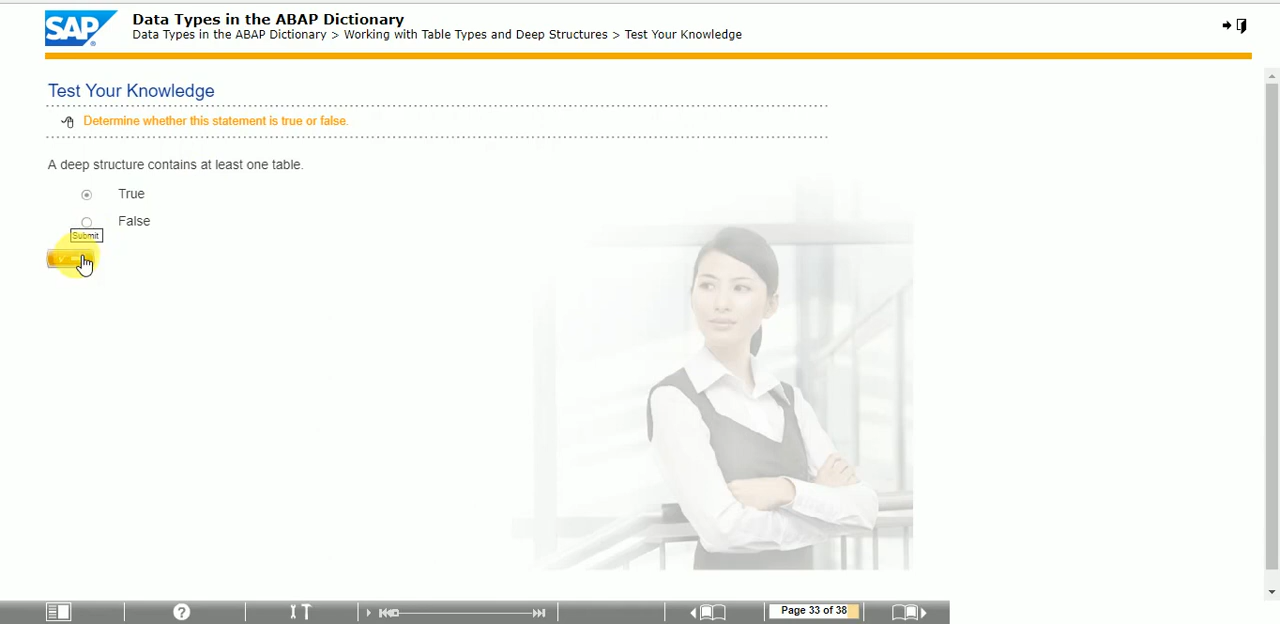 SAP
Data Types in the ABAP Dictionary
Data Types in the ABAP Dictionary > Working with Table Types and Deep Structures > Test Your Knowledge
Test Your Knowledge
Determine whether this statement is true or false.
A deep structure contains at least one table.
True
False
Submit
?
Page 33 of 38